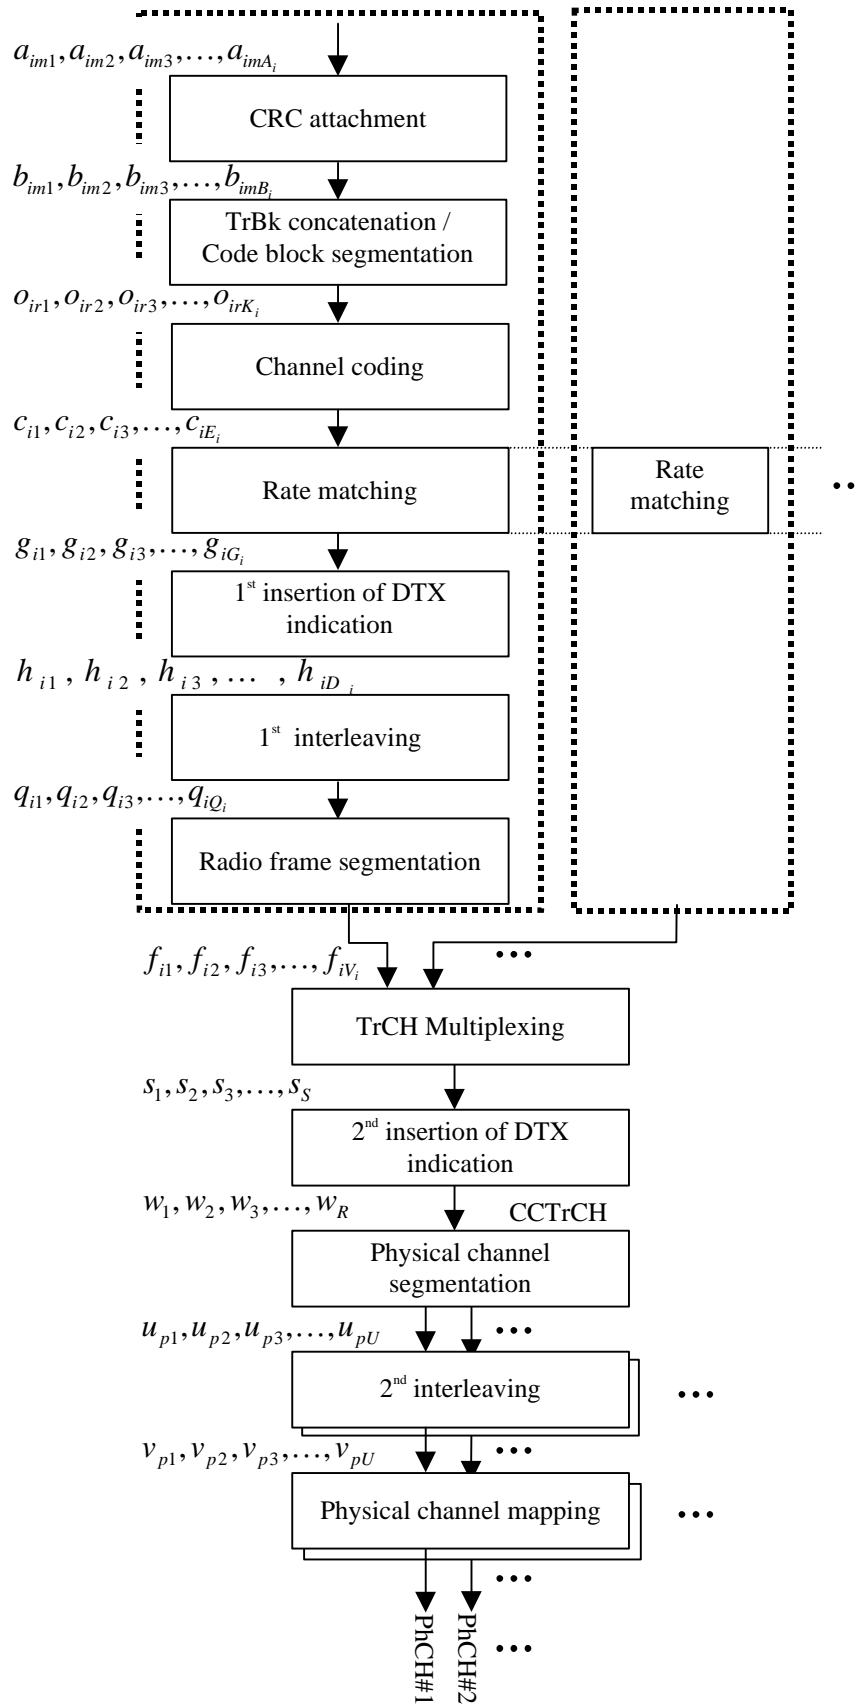 a_{im1}, a_{im2}, a_{im3}, …, a_{imA_i}
CRC attachment
b_{im1}, b_{im2}, b_{im3}, …, b_{imB_i}
TrBk concatenation /
Code block segmentation
o_{ir1}, o_{ir2}, o_{ir3}, …, o_{irK_i}
Channel coding
c_{i1}, c_{i2}, c_{i3}, …, c_{iE_i}
Rate matching
Rate
matching
g_{i1}, g_{i2}, g_{i3}, …, g_{iG_i}
1st insertion of DTX
indication
h_{i1}, h_{i2}, h_{i3}, …, h_{iD_i}
1st interleaving
q_{i1}, q_{i2}, q_{i3}, …, q_{iQ_i}
Radio frame segmentation
f_{i1}, f_{i2}, f_{i3}, …, f_{iV_i}
TrCH Multiplexing
s_1, s_2, s_3, …, s_S
2nd insertion of DTX
indication
w_1, w_2, w_3, …, w_R
CCTrCH
Physical channel
segmentation
u_{p1}, u_{p2}, u_{p3}, …, u_{pU}
2nd interleaving
v_{p1}, v_{p2}, v_{p3}, …, v_{pU}
Physical channel mapping
PhCH#1
PhCH#2